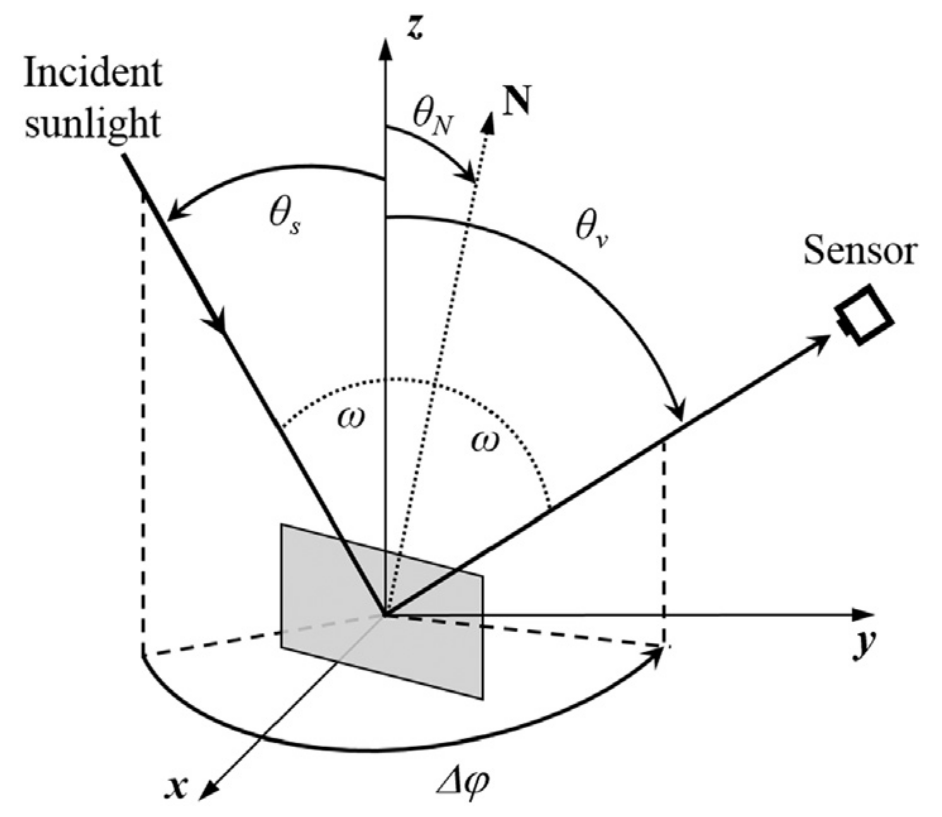 z
Incident
sunlight
θN
N
θs
θv
Sensor
ω
ω
y
x
Δφ